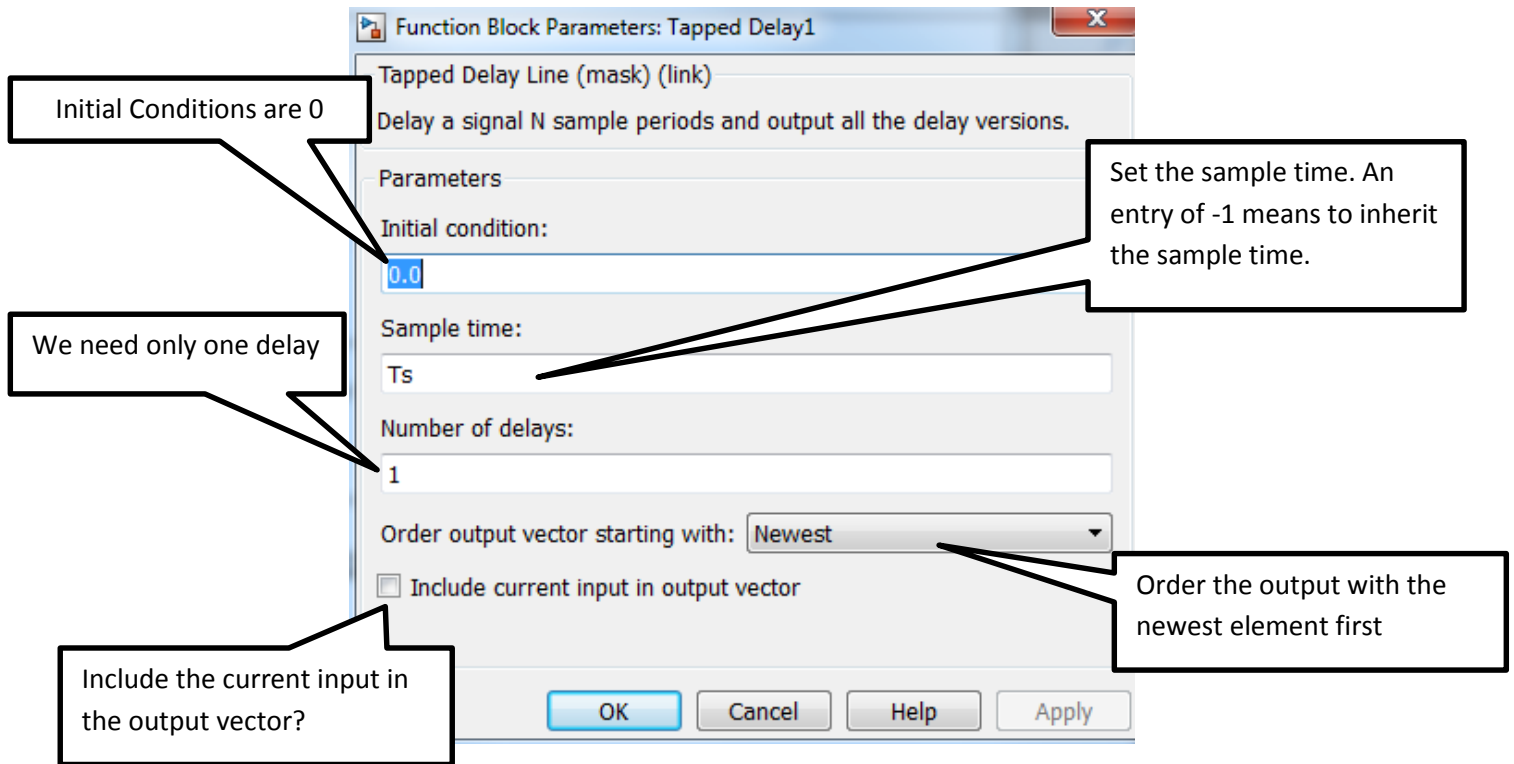 Function Block Parameters: Tapped Delay1
Tapped Delay Line (mask) (link)
Initial Conditions are 0
Delay a signal N sample periods and output all the delay versions.
Parameters
Set the sample time. An
entry of -1 means to inherit
the sample time.
Initial condition:
0.0
Sample time:
We need only one delay
Ts
Number of delays:
1
Order output vector starting with: Newest
Include current input in output vector
Order the output with the
newest element first
Include the current input in
the output vector?
OK Cancel Help Apply